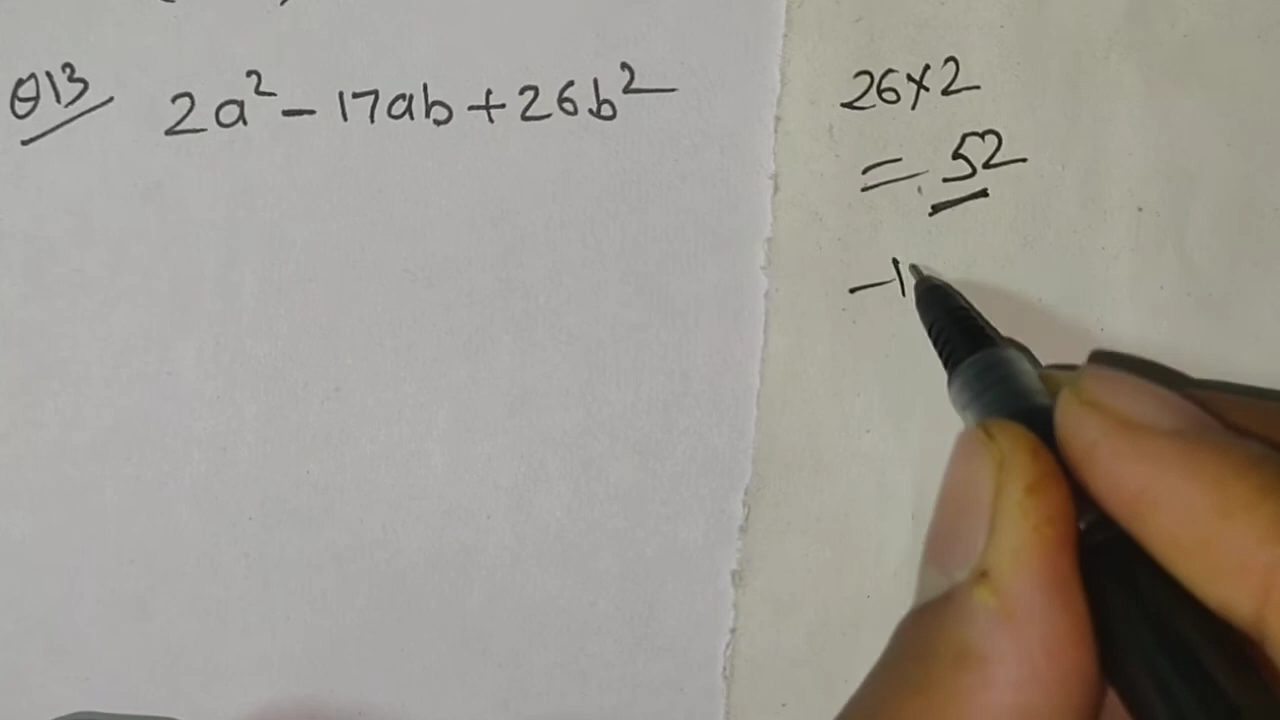 Q13 2a² - 17ab + 26b²
26×2
= 52
-1